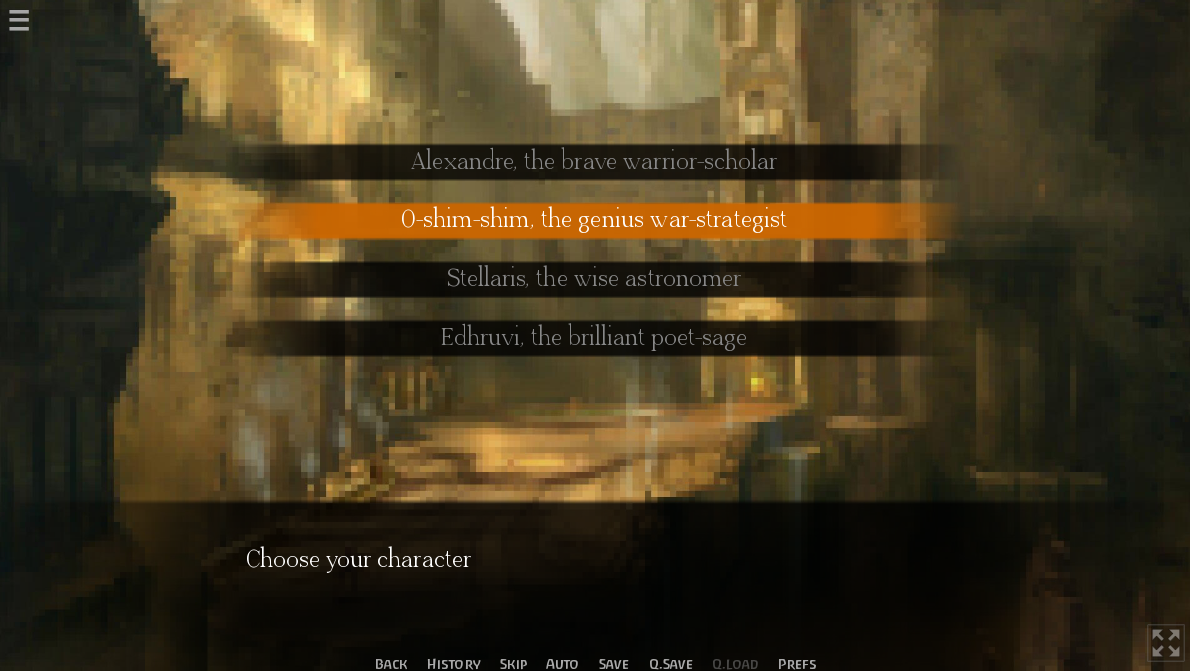 Alexandre, the brave warrior-scholar
O-shim-shim, the genius war-strategist
Stellaris, the wise astronomer
Edhruvi, the brilliant poet-sage
Choose your character
Back History Skip Auto Save Q.Save Q.Load Prefs